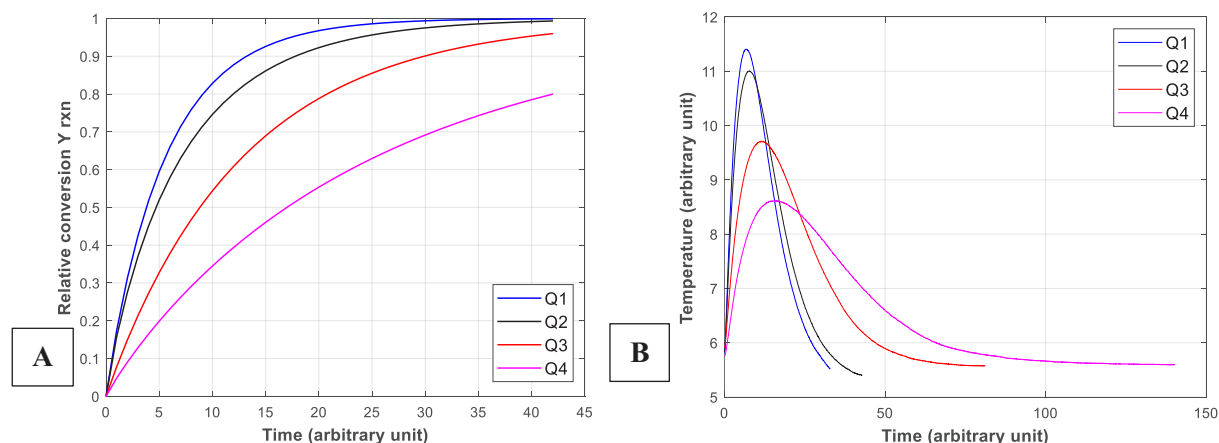 A
Relative conversion Y rxn
1
0.9
0.8
0.7
0.6
0.5
0.4
0.3
0.2
0.1
0
0 5 10 15 20 25 30 35 40 45
Time (arbitrary unit)
Q1
Q2
Q3
Q4
B
Temperature (arbitrary unit)
12
11
10
9
8
7
6
5
0 50 100 150
Time (arbitrary unit)
Q1
Q2
Q3
Q4